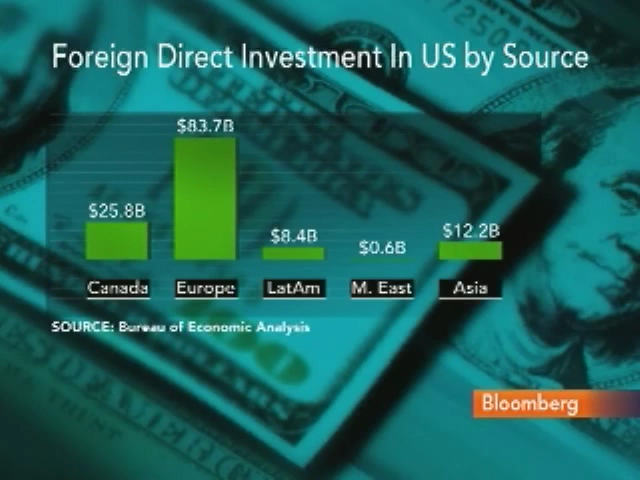 Foreign Direct Investment In US by Source
$83.7B
$25.8B
$8.4B
$0.6B
$12.2B
Canada
Europe
LatAm
M. East
Asia
SOURCE: Bureau of Economic Analysis
Bloomberg